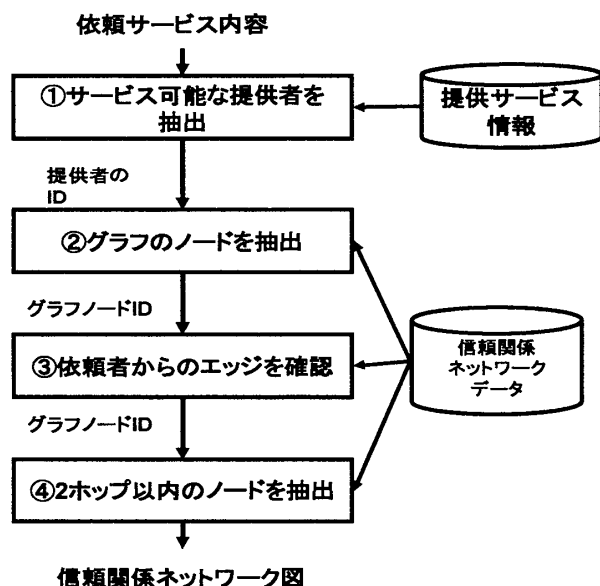 依頼サービス内容
①サービス可能な提供者を
抽出
提供サービス
情報
提供者の
ID
②グラフのノードを抽出
グラフノードID
③依頼者からのエッジを確認
信頼関係
ネットワーク
データ
グラフノードID
④2ホップ以内のノードを抽出
信頼関係ネットワーク図